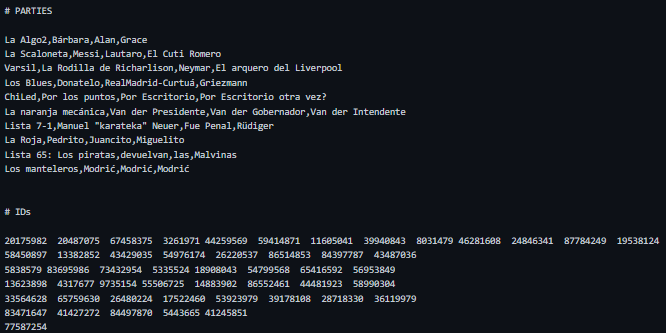 # PARTIES
La Algo2,Bárbara,Alan,Grace
La Scaloneta,Messi,Lautaro,El Cuti Romero
Varsil,La Rodilla de Richarlison,Neymar,El arquero del Liverpool
Los Blues,Donatelo,RealMadrid-Curtuá,Griezmann
ChiLed,Por los puntos,Por Escritorio,Por Escritorio otra vez?
La naranja mecánica,Van der Presidente,Van der Gobernador,Van der Intendente
Lista 7-1,Manuel "karateka" Neuer,Fue Penal,Rüdiger
La Roja,Pedrito,Juancito,Miguelito
Lista 65: Los piratas,devuelvan,las,Malvinas
Los manteleros,Modrić,Modrić,Modrić
# IDs
20175982 20487075 67458375 3261971 44259569 59414871 11605041 39940843 8031479 46281608 24846341 87784249 19538124
58450897 13382852 43429035 54976174 26220537 86514853 84397787 43487036
5838579 83695986 73432954 5335524 18908043 54799568 65416592 56953849
13623898 4317677 9735154 55506725 14883902 86552461 44481923 58990304
33564628 65759630 26480224 17522460 53923979 39178108 28718330 36119979
83471647 41427272 84497870 5443665 41245851
77587254